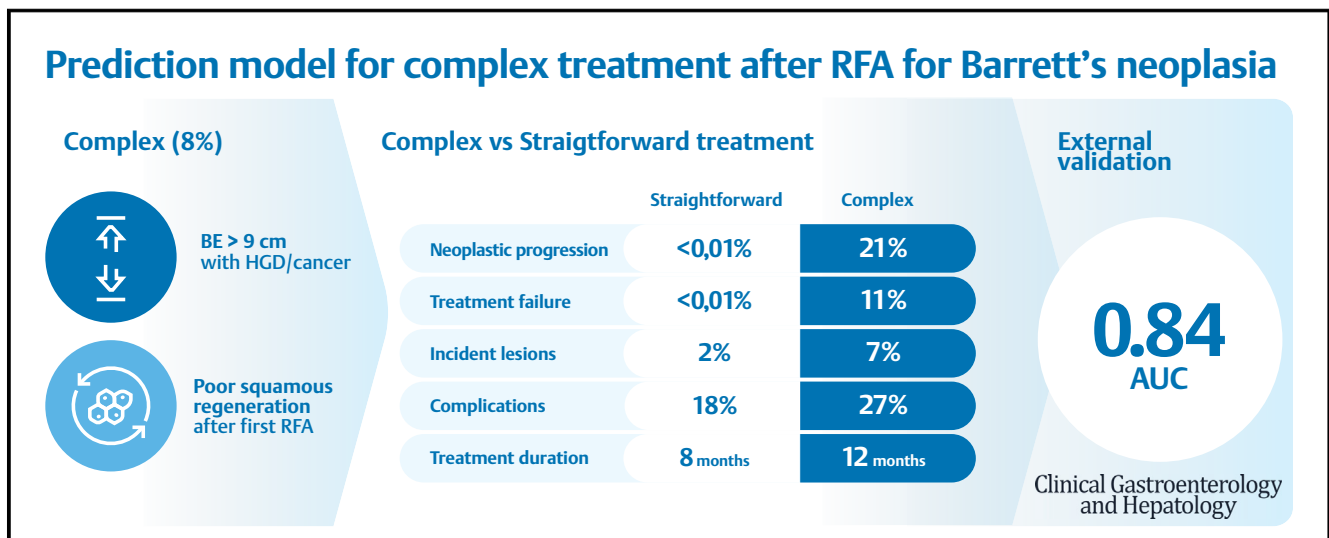 Prediction model for complex treatment after RFA for Barrett's neoplasia
Complex (8%)
BE > 9 cm
with HGD/cancer
Poor squamous
regeneration
after first RFA
Complex vs Straigtforward treatment
Straightforward Complex
Neoplastic progression <0,01% 21%
Treatment failure <0,01% 11%
Incident lesions 2% 7%
Complications 18% 27%
Treatment duration 8 months 12 months
External
validation
0.84
AUC
Clinical Gastroenterology
and Hepatology